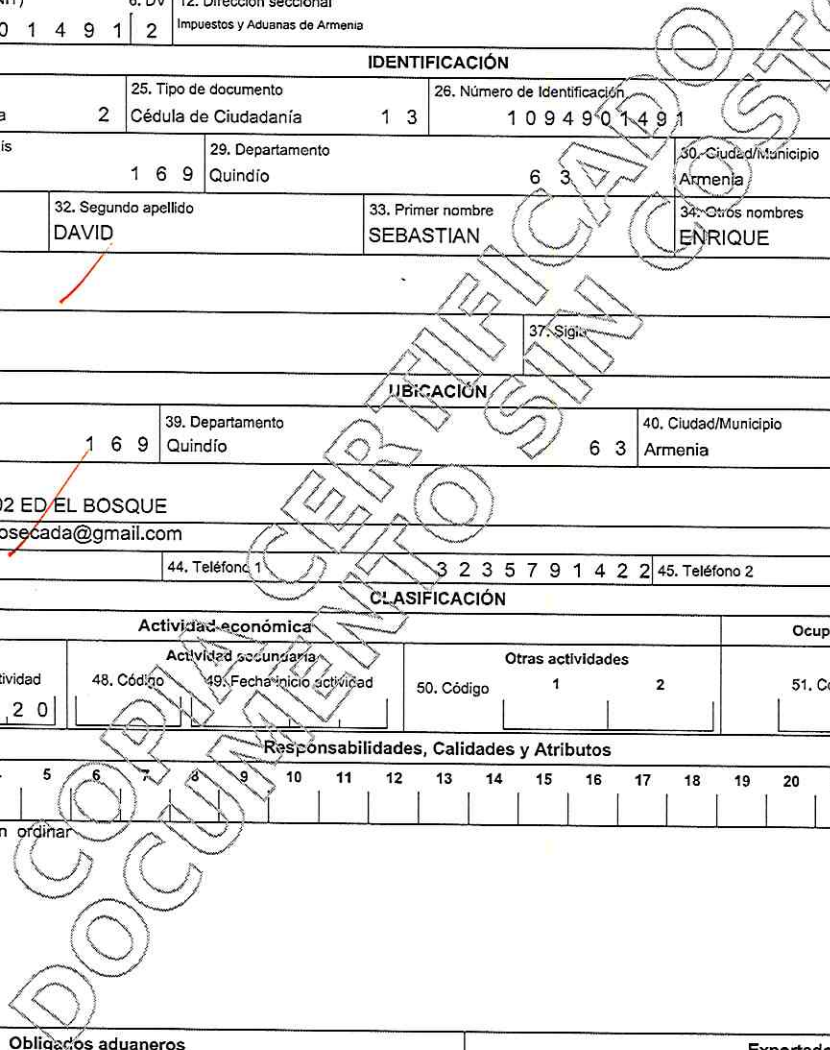 NIT)
6. DV
12. Dirección seccional
0 1 4 9 1
2
Impuestos y Aduanas de Armenia
IDENTIFICACIÓN
25. Tipo de documento
26. Número de Identificación
a
2
Cédula de Ciudadanía
1 3
1 0 9 4 9 0 1 4 9 1
ís
29. Departamento
30. Ciudad/Municipio
1 6 9
Quindío
6 3
Armenia
32. Segundo apellido
33. Primer nombre
34. Otros nombres
DAVID
SEBASTIAN
ENRIQUE
37. Sigla
UBICACIÓN
39. Departamento
40. Ciudad/Municipio
1 6 9
Quindío
6 3
Armenia
02 ED EL BOSQUE
osecada@gmail.com
44. Teléfono 1
3 2 3 5 7 9 1 4 2 2
45. Teléfono 2
CLASIFICACIÓN
Actividad económica
Ocup
Actividad secundaria
Otras actividades
tividad
48. Código
49. Fecha inicio actividad
50. Código
1
2
51. Có
2 0
Responsabilidades, Calidades y Atributos
5 6 7 8 9 10 11 12 13 14 15 16 17 18 19 20
n ordinar
Obligados aduaneros
Exportado
COPIA CERTIFICADO
DOCUMENTO SIN COSTO